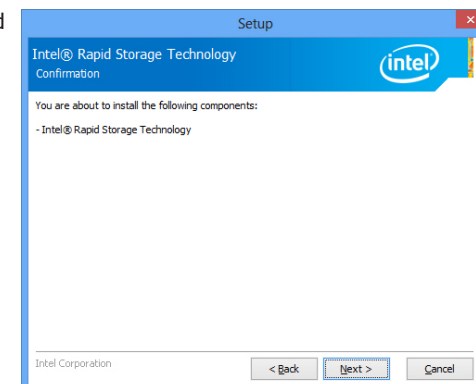 d
Setup
Intel® Rapid Storage Technology
Confirmation
intel
You are about to install the following components:
- Intel® Rapid Storage Technology
Intel Corporation
< Back
Next >
Cancel